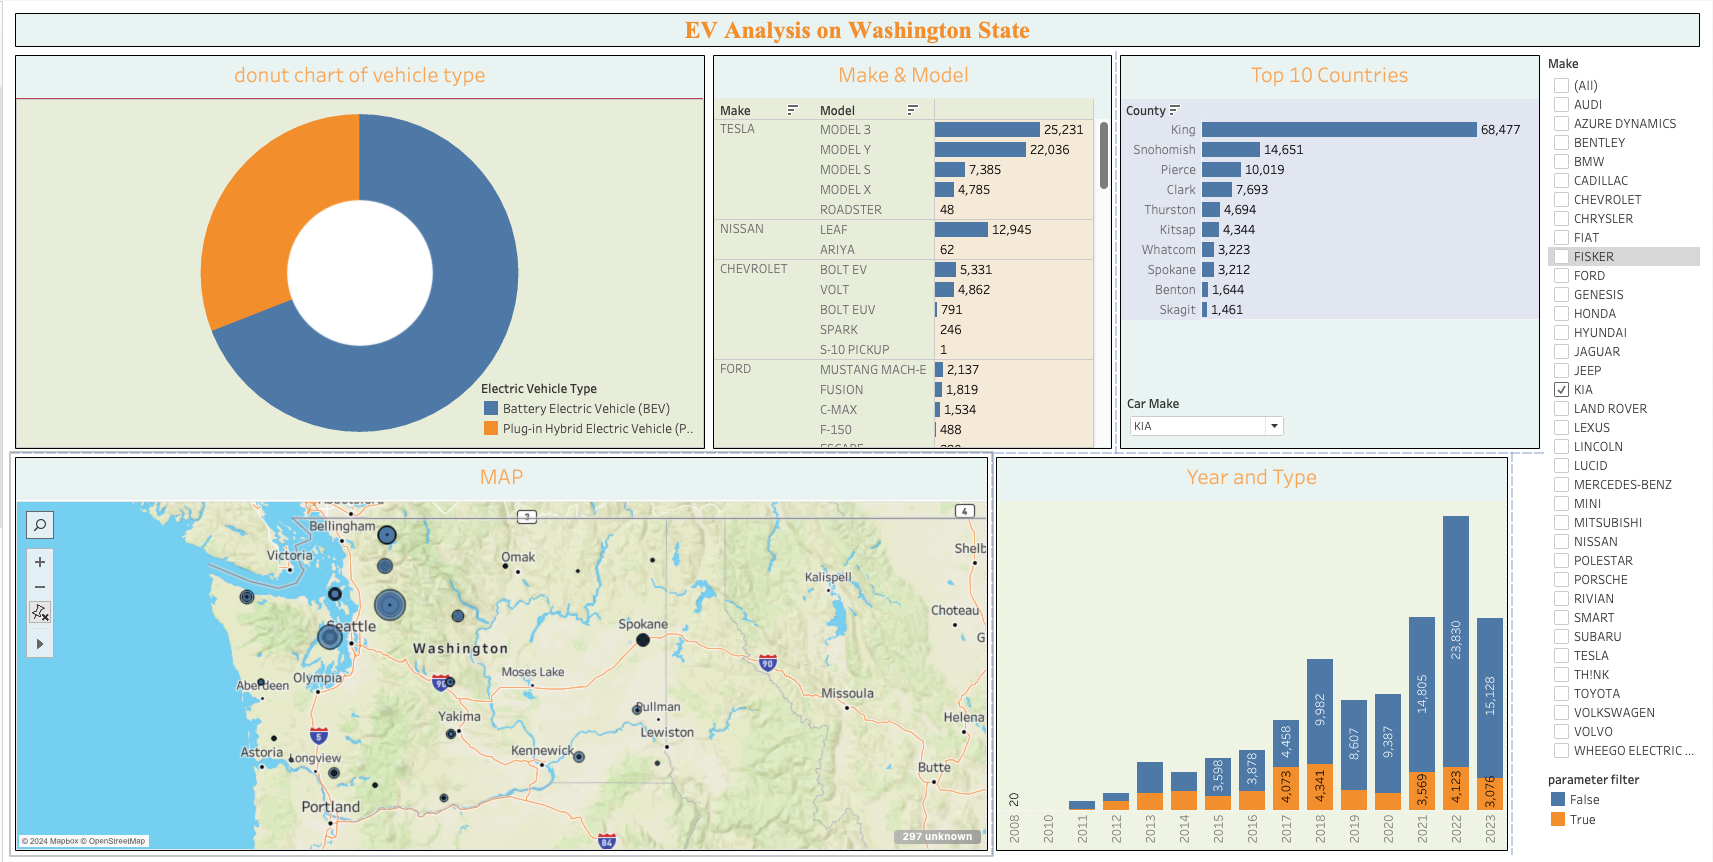 EV Analysis on Washington State
donut chart of vehicle type
Electric Vehicle Type
Battery Electric Vehicle (BEV)
Plug-in Hybrid Electric Vehicle (P..
Make & Model
Make Model
TESLA MODEL 3 25,231
MODEL Y 22,036
MODEL S 7,385
MODEL X 4,785
ROADSTER 48
NISSAN LEAF 12,945
ARIYA 62
CHEVROLET BOLT EV 5,331
VOLT 4,862
BOLT EUV 791
SPARK 246
S-10 PICKUP 1
FORD MUSTANG MACH-E 2,137
FUSION 1,819
C-MAX 1,534
F-150 488
Top 10 Countries
County
King 68,477
Snohomish 14,651
Pierce 10,019
Clark 7,693
Thurston 4,694
Kitsap 4,344
Whatcom 3,223
Spokane 3,212
Benton 1,644
Skagit 1,461
Car Make
KIA
Make
(All)
AUDI
AZURE DYNAMICS
BENTLEY
BMW
CADILLAC
CHEVROLET
CHRYSLER
FIAT
FISKER
FORD
GENESIS
HONDA
HYUNDAI
JAGUAR
JEEP
KIA
LAND ROVER
LEXUS
LINCOLN
LUCID
MERCEDES-BENZ
MINI
MITSUBISHI
NISSAN
POLESTAR
PORSCHE
RIVIAN
SMART
SUBARU
TESLA
TH!NK
TOYOTA
VOLKSWAGEN
VOLVO
WHEEGO ELECTRIC ...
parameter filter
False
True
MAP
3
4
Bellingham
Victoria
Omak
Shelb
Kalispell
Choteau
Seattle
Spokane
G
Washington
90
Moses Lake
90
Olympia
Aberdeen
Missoula
Pullman
Yakima
Helena
Lewiston
5
Astoria
Longview
Kennewick
Butte
Portland
84
297 unknown
© 2024 Mapbox © OpenStreetMap
Year and Type
20
3,598
3,878
4,458
4,073
9,982
4,341
8,607
9,387
14,805
3,569
23,830
4,123
15,128
3,076
2008 2010 2011 2012 2013 2014 2015 2016 2017 2018 2019 2020 2021 2022 2023